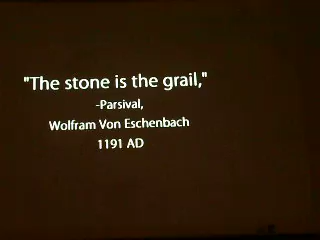 "The stone is the grail,"
-Parsival,
Wolfram Von Eschenbach
1191 AD